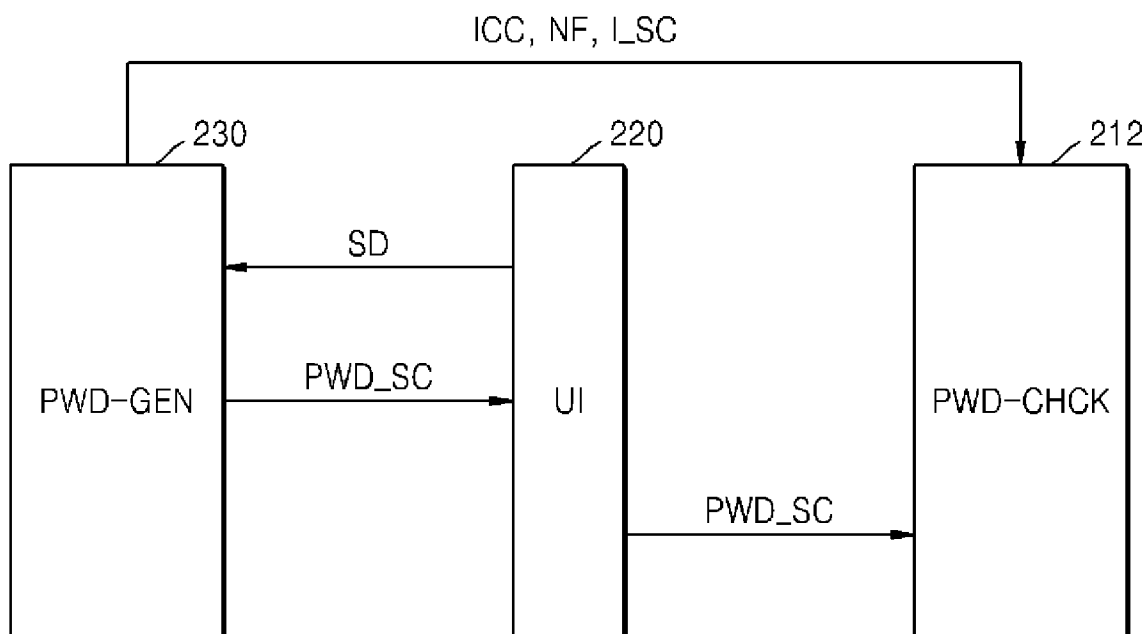 ICC, NF, I_SC
230
220
212
SD
PWD_SC
PWD-GEN
UI
PWD-CHCK
PWD_SC